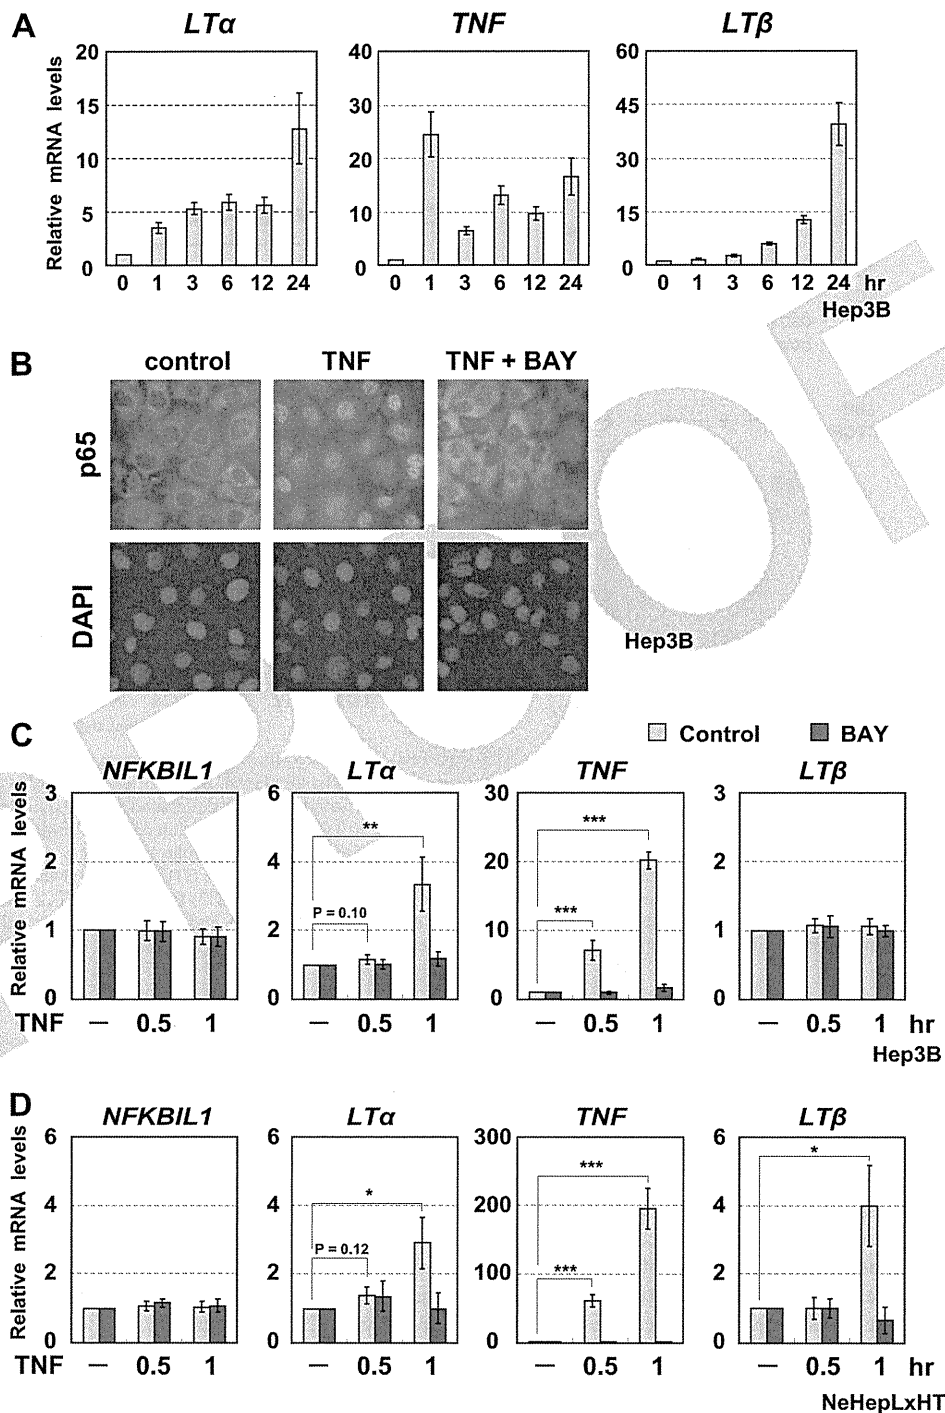 A
LTα TNF LTβ
Relative mRNA levels
20 40 60
15 30 45
10 20 30
5 10 15
0 0 0
0 1 3 6 12 24 0 1 3 6 12 24 0 1 3 6 12 24 hr
Hep3B
B
control TNF TNF + BAY
p65
DAPI
Hep3B
C
Control BAY
NFKBIL1 LTα TNF LTβ
Relative mRNA levels
3 6 30 3
2 4 20 2
1 2 10 1
0 0 0 0
** ***
P = 0.10 ***
TNF — 0.5 1 — 0.5 1 — 0.5 1 — 0.5 1 hr
Hep3B
D
NFKBIL1 LTα TNF LTβ
Relative mRNA levels
6 6 300 6
4 4 200 4
2 2 100 2
0 0 0 0
* *** *
P = 0.12 ***
TNF — 0.5 1 — 0.5 1 — 0.5 1 — 0.5 1 hr
NeHepLxHT
PROOF